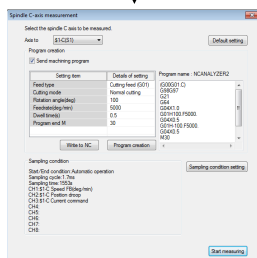 Spindle C-axis measurement
Select the spindle C axis to be measured.
Axis to $1-C(S1)
Default setting
Program creation
Send machining program
Setting item Details of setting
Feed type Cutting feed (G01)
Cutting mode Normal cutting
Rotation angle(deg) 100
Feedrate(deg/min) 5000
Dwell time(s) 0.5
Program end M 30
Program name : NCANALYZER2
(G00G01.C)
G98G97
G21
G64
G04X1.0
G01H100.F5000.
G04X0.5
G01H-100.F5000.
G04X0.5
M30
Write to NC
Program creation
Sampling condition
Start/End condition:Automatic operation
Sampling cycle:1.7ms
Sampling time:1553s
CH1:$1-C Speed FB(deg/min)
CH2:$1-C Position droop
CH3:$1-C Current command
CH4:
CH5:
CH6:
CH7:
CH8:
Sampling condition setting
Start measuring